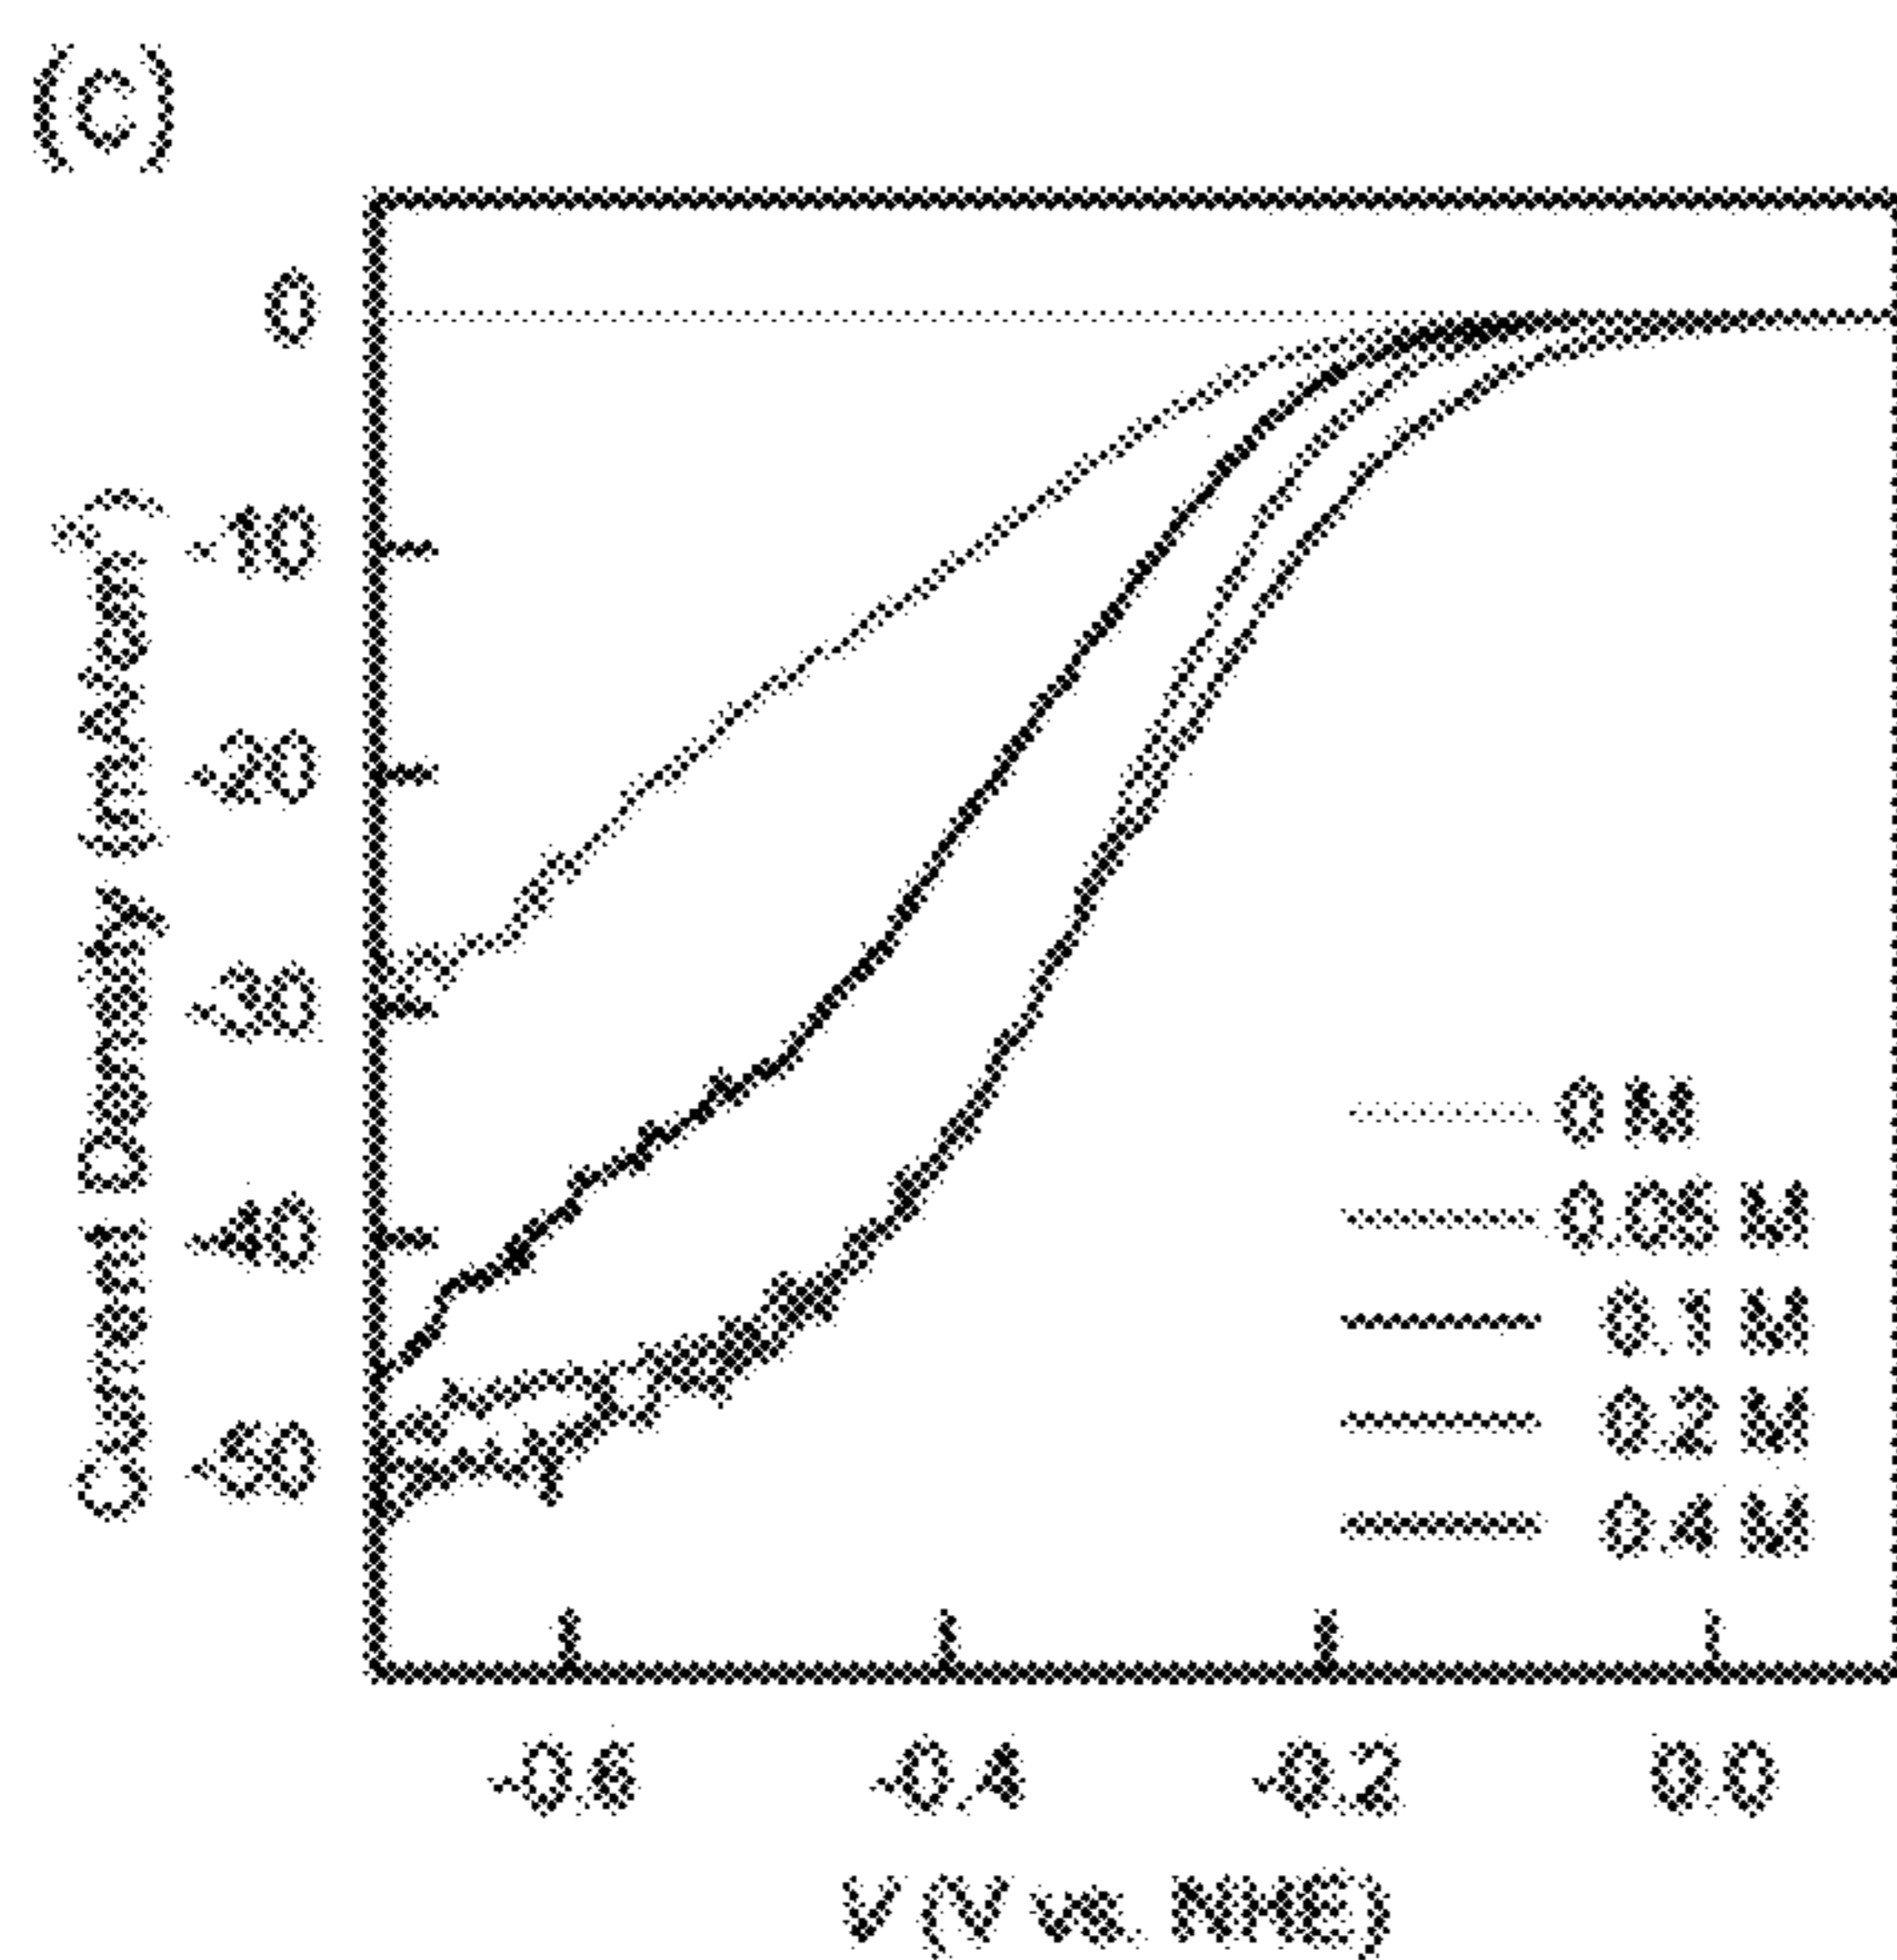 (c)
0
-10
-20
-30
-40
-50
Current Density (mA/cm²)
0 M
0.05 M
0.1 M
0.2 M
0.4 M
-0.6
-0.4
-0.2
0.0
V (V vs. NHE)